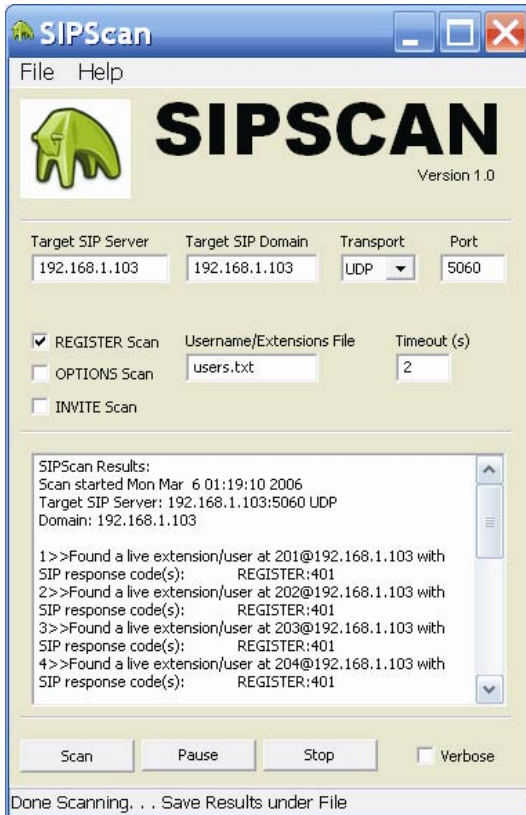 SIPScan
File Help
SIPSCAN
Version 1.0
Target SIP Server Target SIP Domain Transport Port
192.168.1.103 192.168.1.103 UDP 5060
REGISTER Scan Username/Extensions File Timeout (s)
users.txt 2
OPTIONS Scan
INVITE Scan
SIPScan Results:
Scan started Mon Mar  6 01:19:10 2006
Target SIP Server: 192.168.1.103:5060 UDP
Domain: 192.168.1.103
1>>Found a live extension/user at 201@192.168.1.103 with
SIP response code(s): REGISTER:401
2>>Found a live extension/user at 202@192.168.1.103 with
SIP response code(s): REGISTER:401
3>>Found a live extension/user at 203@192.168.1.103 with
SIP response code(s): REGISTER:401
4>>Found a live extension/user at 204@192.168.1.103 with
SIP response code(s): REGISTER:401
Scan Pause Stop Verbose
Done Scanning. . . Save Results under File